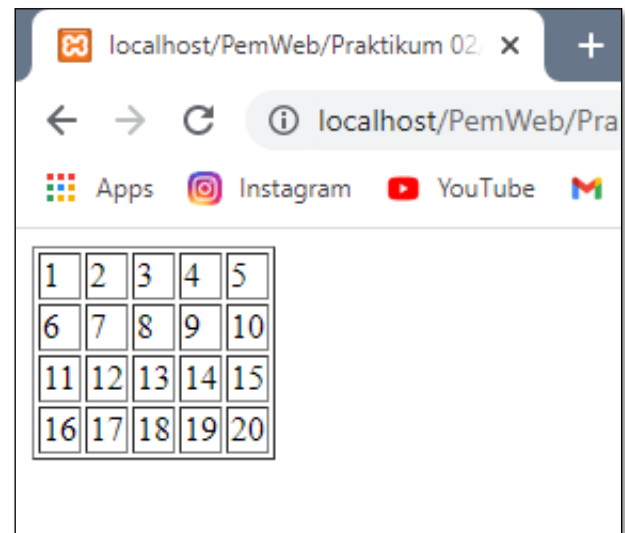 localhost/PemWeb/Praktikum 02
localhost/PemWeb/Pra
Apps Instagram YouTube
1 2 3 4 5
6 7 8 9 10
11 12 13 14 15
16 17 18 19 20